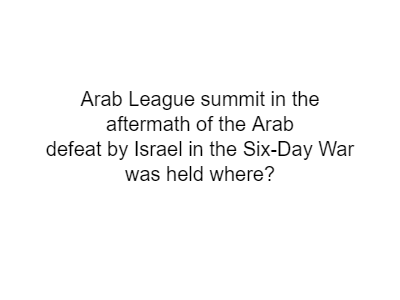 Arab League summit in the
aftermath of the Arab
defeat by Israel in the Six-Day War
was held where?